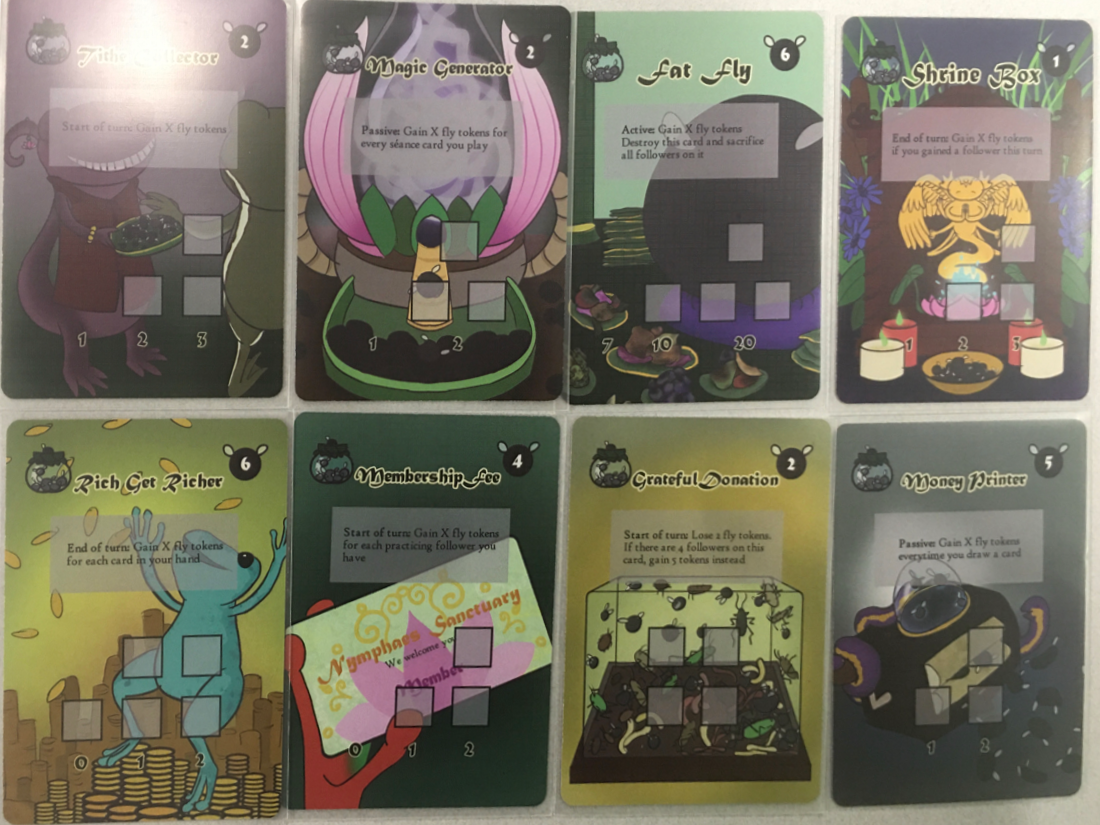 Tithe Collector
2
Start of turn: Gain X fly tokens
1 2 3
Magic Generator
2
Passive: Gain X fly tokens for
every séance card you play
1 2
Fat Fly
6
Active: Gain X fly tokens
Destroy this card and sacrifice
all followers on it
7 10 20
Shrine Box
1
End of turn: Gain X fly tokens
if you gained a follower this turn
1 2 3
Rich Get Richer
6
End of turn: Gain X fly tokens
for each card in your hand
0 1 2
Membership Fee
4
Start of turn: Gain X fly tokens
for each practicing follower you
have
Nymphaes Sanctuary
We welcome
Member
0 1 2
Grateful Donation
2
Start of turn: Lose 2 fly tokens.
If there are 4 followers on this
card, gain 5 tokens instead
Money Printer
5
Passive: Gain X fly tokens
everytime you draw a card
1 2